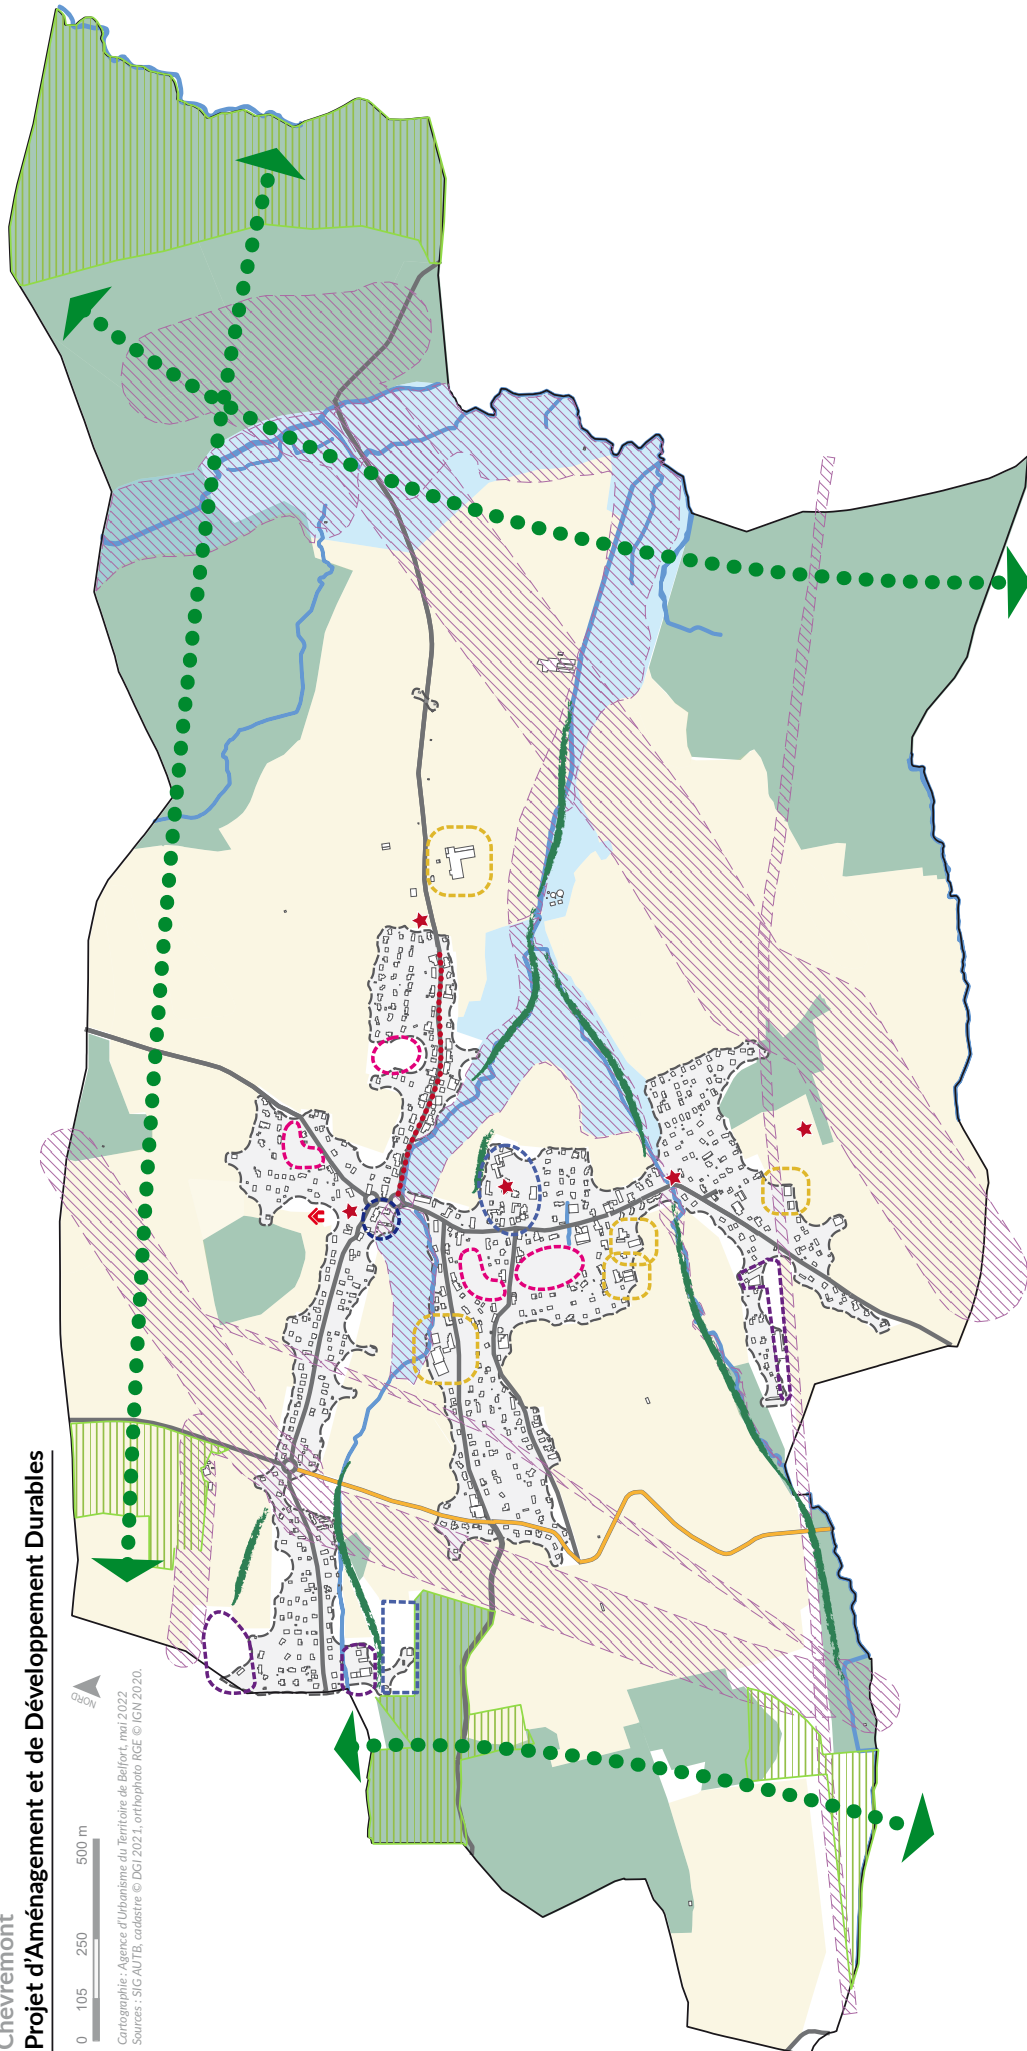 Chèvremont
Projet d'Aménagement et de Développement Durables
NORD
0 105 250 500 m
Cartographie : Agence d'Urbanisme du Territoire de Belfort, mai 2022
Sources : SIG AUTB, cadastre © DGI 2021, orthophoto RGE © IGN 2020.